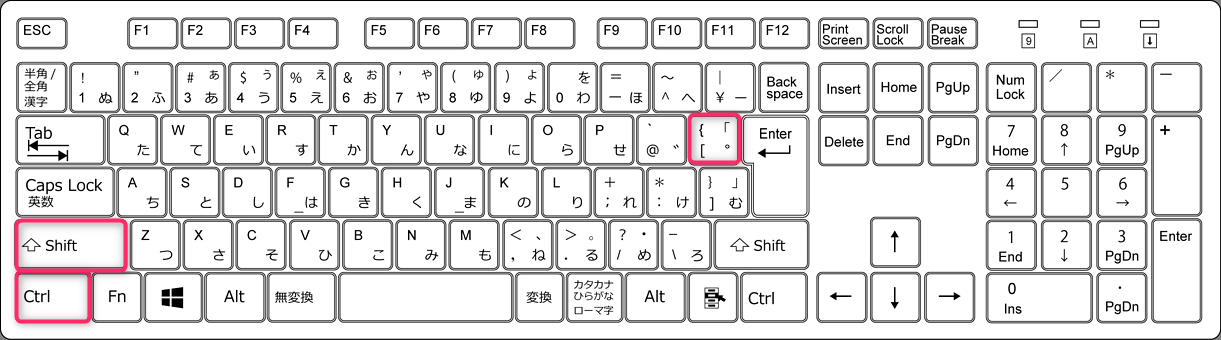 ESC F1 F2 F3 F4 F5 F6 F7 F8 F9 F10 F11 F12 Print Scroll Pause
Screen Lock Break 9 A ⬇
半角/ ! " # ぁ $ ぅ % ぇ & ぉ ' ゃ ( ゅ ) ょ を = ～ | Back Insert Home PgUp Num ／ ＊ －
全角 1 ぬ 2 ふ 3 あ 4 う 5 え 6 お 7 や 8 ゆ 9 よ 0 わ － ほ ^ へ ¥ ー space Lock
漢字
Tab Q W E R T Y U I O P ` { 「 Enter Delete End PgDn 7 8 9 +
た て い す か ん な に ら せ @ ゛ [ ° Home ↑ PgUp
Caps Lock A S D F G H J K L + * } 」 4 5 6
英数 ち と し _は き く _ま の り ; れ : け ] む ← →
Shift Z X C V B N M < 、 > 。 ? ・ － Shift ↑ 1 2 3 Enter
つ さ そ ひ こ み も , ね . る / め \ ろ End ↓ PgDn
Ctrl Fn Alt 無変換 変換 カタカナ Alt Ctrl ← ↓ → 0 .
ひらがな Ins PgDn
ローマ字